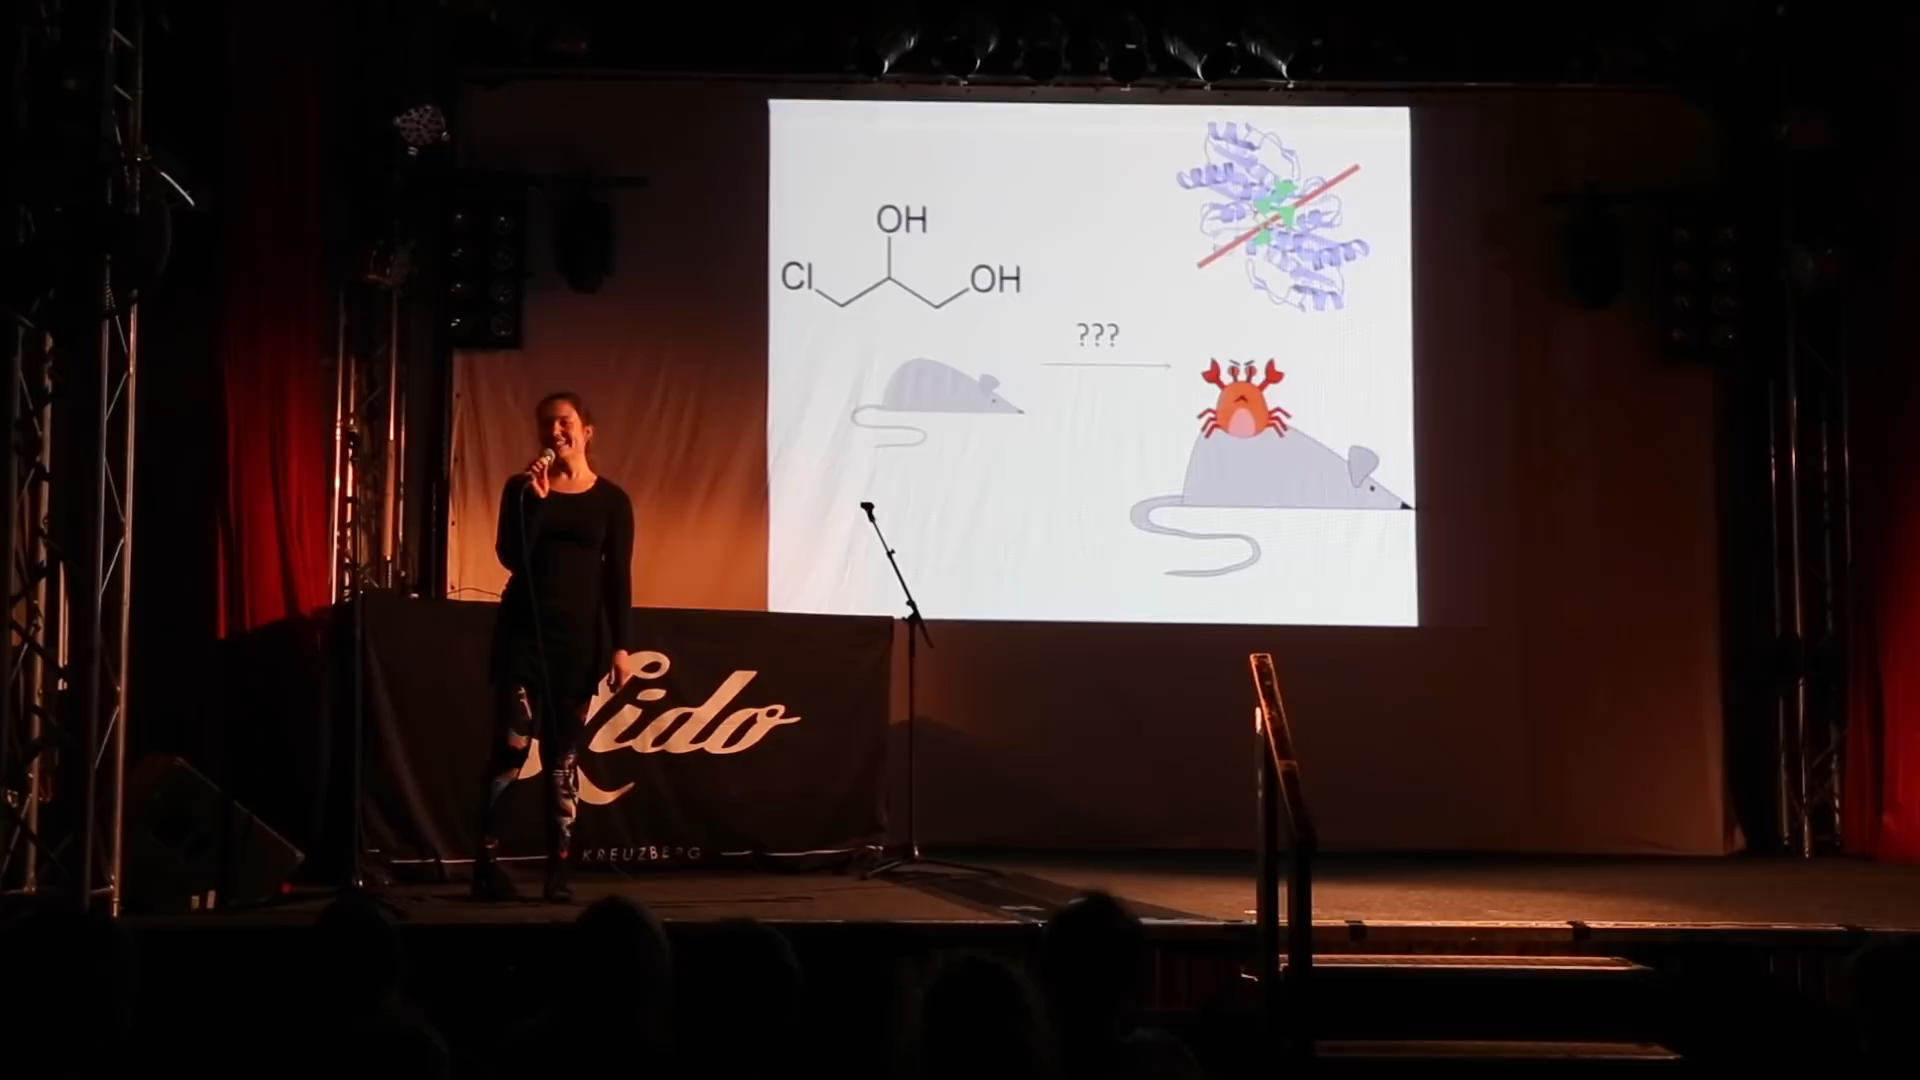 OH
Cl
OH
???
Lido
KREUZBERG